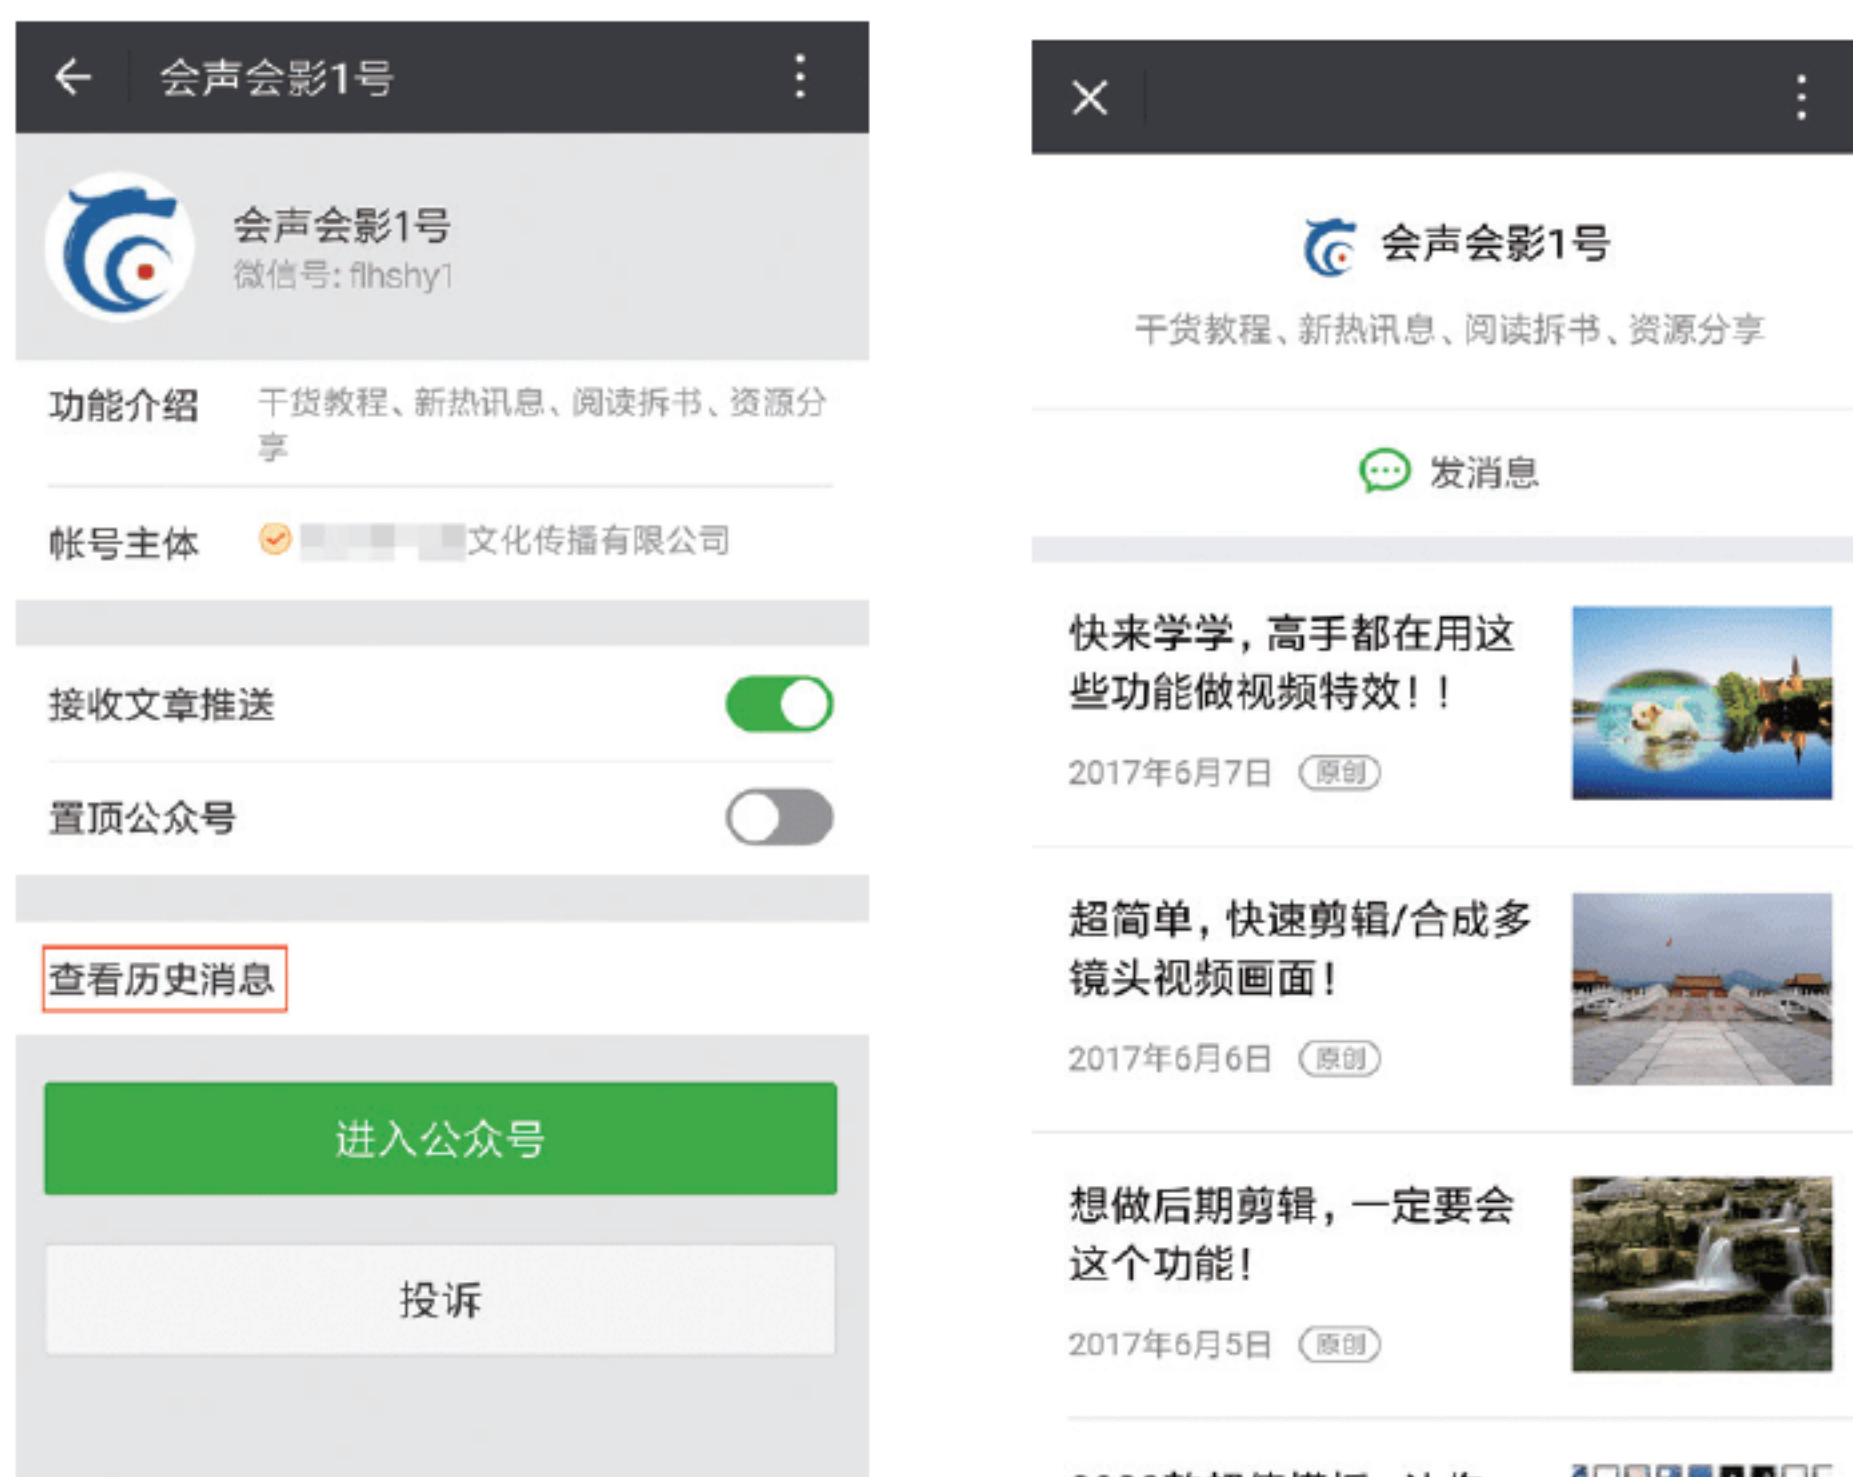 会声会影1号
会声会影1号
微信号: flhshy1
功能介绍
干货教程、新热讯息、阅读拆书、资源分
享
帐号主体
文化传播有限公司
接收文章推送
置顶公众号
查看历史消息
进入公众号
投诉
会声会影1号
干货教程、新热讯息、阅读拆书、资源分享
发消息
快来学学，高手都在用这
些功能做视频特效！！
2017年6月7日 原创
超简单，快速剪辑/合成多
镜头视频画面！
2017年6月6日 原创
想做后期剪辑，一定要会
这个功能！
2017年6月5日 原创